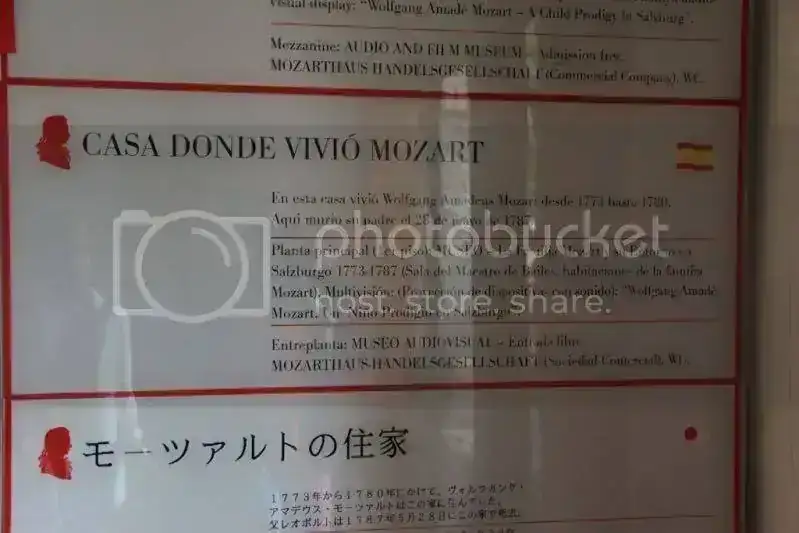 visual display: "Wolfgang Amadé Mozart – A Child Prodigy in Salzburg".
Mezzanine: AUDIO AND FILM MUSEUM – Admission free.
MOZARTHAUS-HANDELSGESELLSCHAFT (Commercial Company), WC.
CASA DONDE VIVIÓ MOZART
En esta casa vivió Wolfgang Amadeus Mozart desde 1773 hasta 1780.
Aquí murió su padre el 28 de mayo de 1787.
Planta principal (1er piso): MUSEO
Salzburgo 1773-1787 (Sala del Maestro de Bailes, habitaciones de la familia
Mozart). Multivisión: (Proyección de diapositivas con sonido): "Wolfgang Amadé
Mozart. Un Niño Prodigio en Salzburgo".
Entreplanta: MUSEO AUDIOVISUAL – Entrada libre.
MOZARTHAUS-HANDELSGESELLSCHAFT (Sociedad Comercial), WC.
photobucket
host. store. share.
モーツァルトの住家
1773年から1780年にかけて、ヴォルフガング・
アマデウス・モーツァルトはこの家に住んでいた。
父レオポルトは1787年5月28日にこの家で